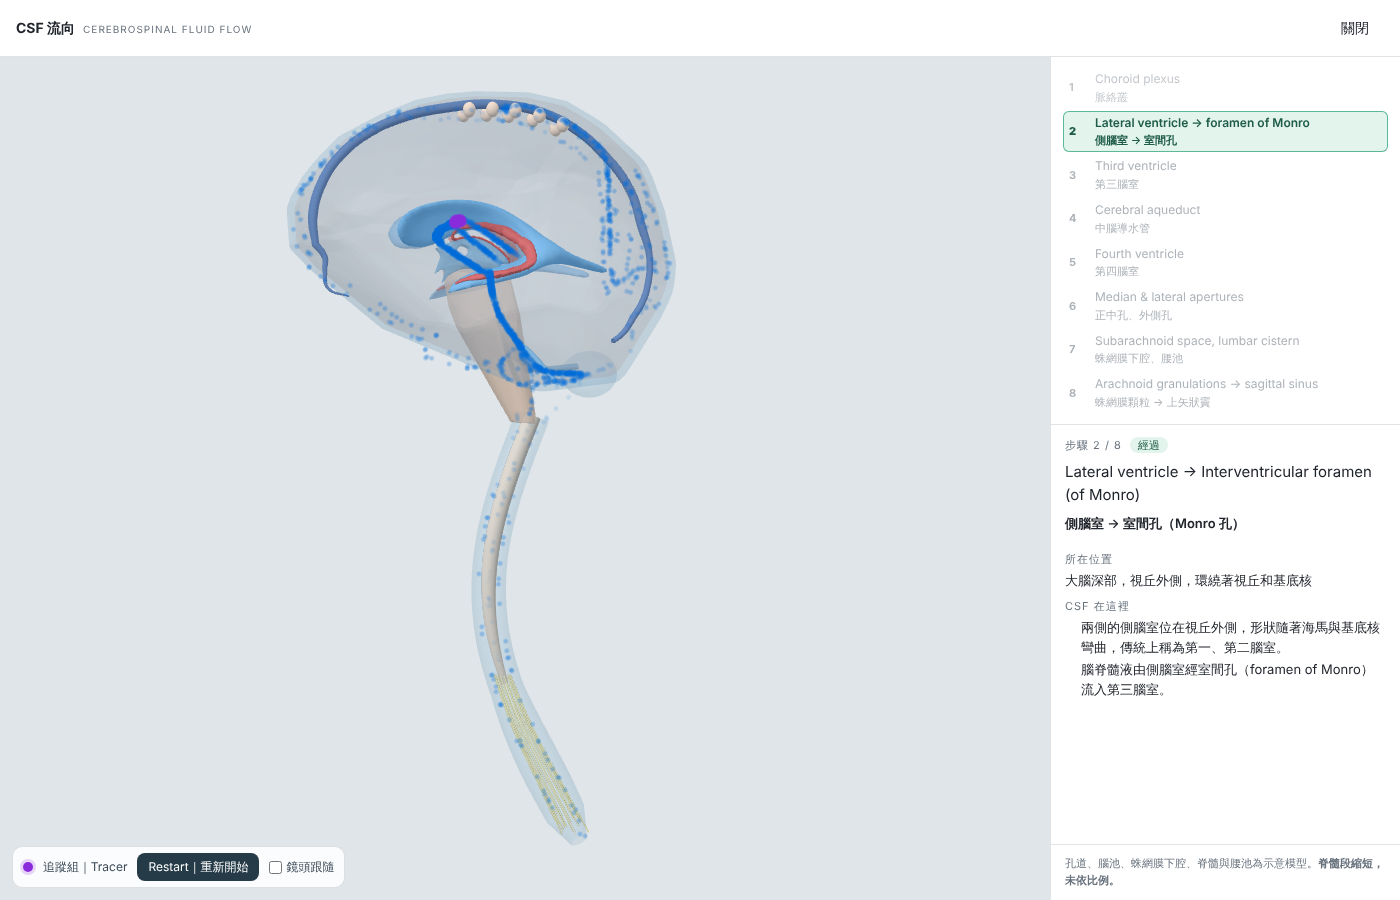 CSF 流向 CEREBROSPINAL FLUID FLOW
關閉
1 Choroid plexus
脈絡叢
2 Lateral ventricle → foramen of Monro
側腦室 → 室間孔
3 Third ventricle
第三腦室
4 Cerebral aqueduct
中腦導水管
5 Fourth ventricle
第四腦室
6 Median & lateral apertures
正中孔、外側孔
7 Subarachnoid space, lumbar cistern
蛛網膜下腔、腰池
8 Arachnoid granulations → sagittal sinus
蛛網膜顆粒 → 上矢狀竇
步驟 2 / 8 經過
Lateral ventricle → Interventricular foramen
(of Monro)
側腦室 → 室間孔（Monro 孔）
所在位置
大腦深部，視丘外側，環繞著視丘和基底核
CSF 在這裡
兩側的側腦室位在視丘外側，形狀隨著海馬與基底核
彎曲，傳統上稱為第一、第二腦室。
腦脊髓液由側腦室經室間孔（foramen of Monro）
流入第三腦室。
追蹤組｜Tracer Restart｜重新開始 鏡頭跟隨
孔道、腦池、蛛網膜下腔、脊髓與腰池為示意模型。脊髓段縮短，
未依比例。